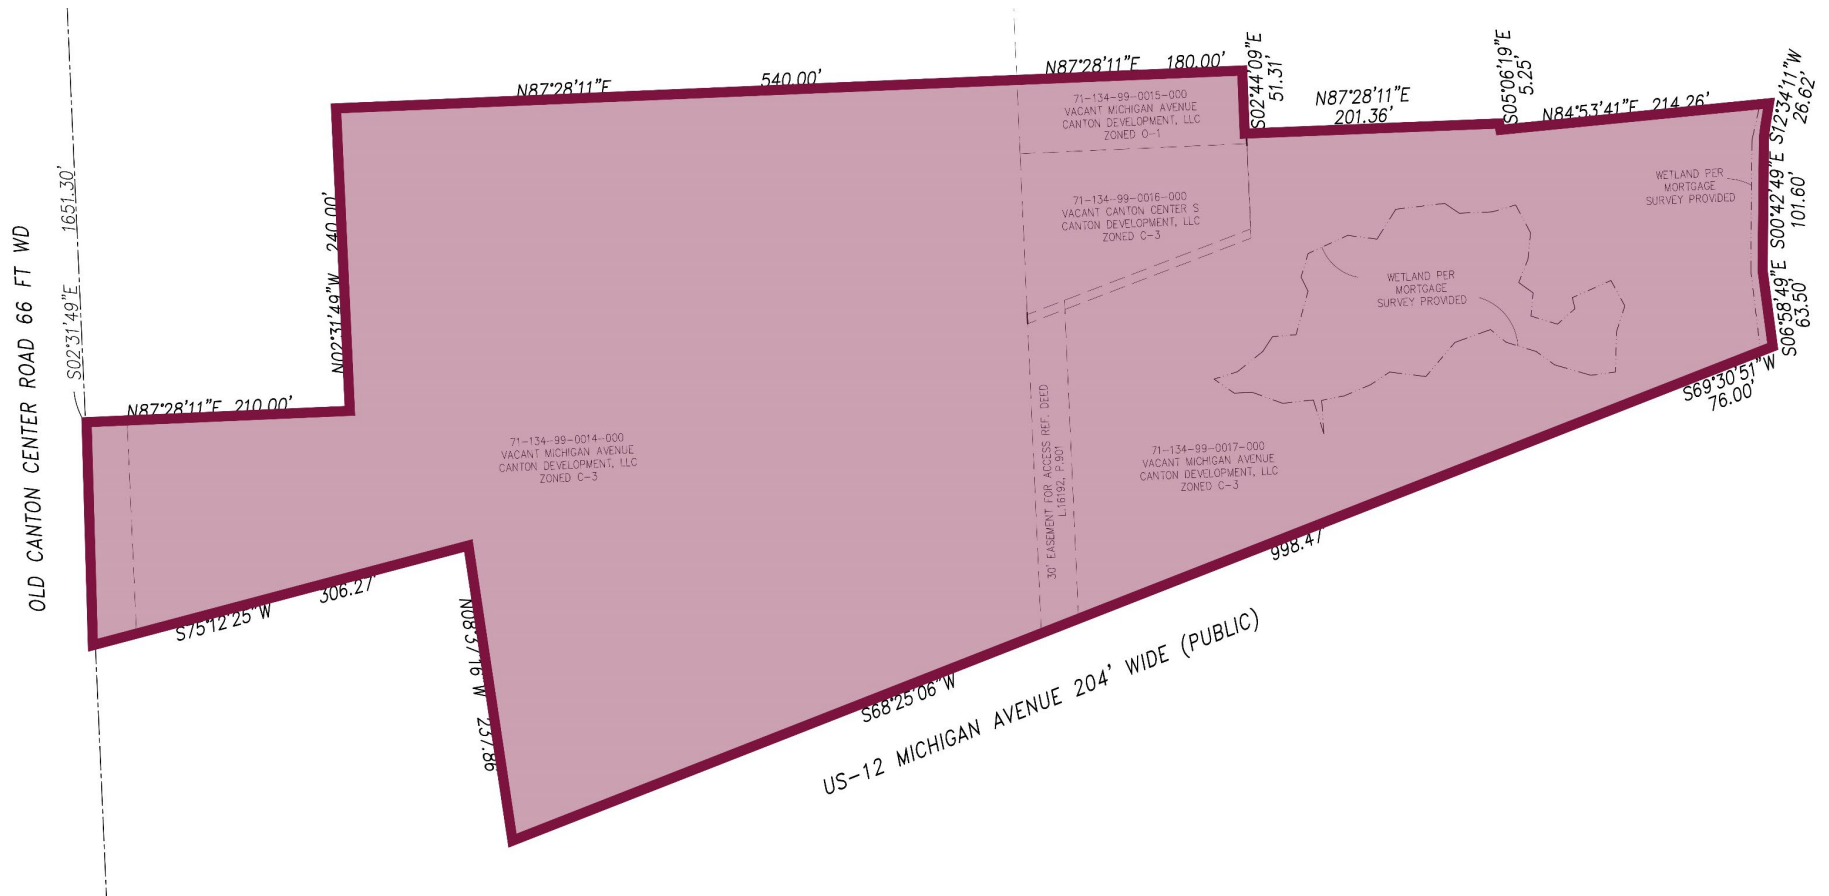 N87°28'11"E 540.00'
N87°28'11"E 180.00'
S02°44'09"E
51.31'
N87°28'11"E
201.36'
S05°06'19"E
5.25'
N84°53'41"E 214.26'
S12°34'11"W
26.62'
S00°42'49"E
101.60'
S06°58'49"E
63.50'
S69°30'51"W
76.00'
998.47'
S68°25'06"W
US-12 MICHIGAN AVENUE 204' WIDE (PUBLIC)
237.86'
S75°12'25"W 306.27'
N87°28'11"E 210.00'
N02°31'49"W 240.00'
S02°31'49"E 1651.30'
OLD CANTON CENTER ROAD 66 FT WD
71-134-99-0015-000
VACANT MICHIGAN AVENUE
CANTON DEVELOPMENT, LLC
ZONED O-1
71-134-99-0016-000
VACANT CANTON CENTER S
CANTON DEVELOPMENT, LLC
ZONED C-3
WETLAND PER
MORTGAGE
SURVEY PROVIDED
WETLAND PER
MORTGAGE
SURVEY PROVIDED
71-134-99-0014-000
VACANT MICHIGAN AVENUE
CANTON DEVELOPMENT, LLC
ZONED C-3
30' EASEMENT FOR ACCESS REF. DEED
L.16192, P.901
71-134-99-0017-000
VACANT MICHIGAN AVENUE
CANTON DEVELOPMENT, LLC
ZONED C-3